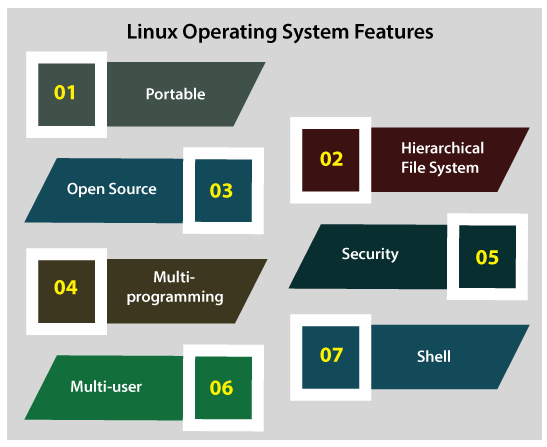 Linux Operating System Features
01
Portable
02
Hierarchical
File System
Open Source
03
04
Multi-
programming
Security
05
Multi-user
06
07
Shell